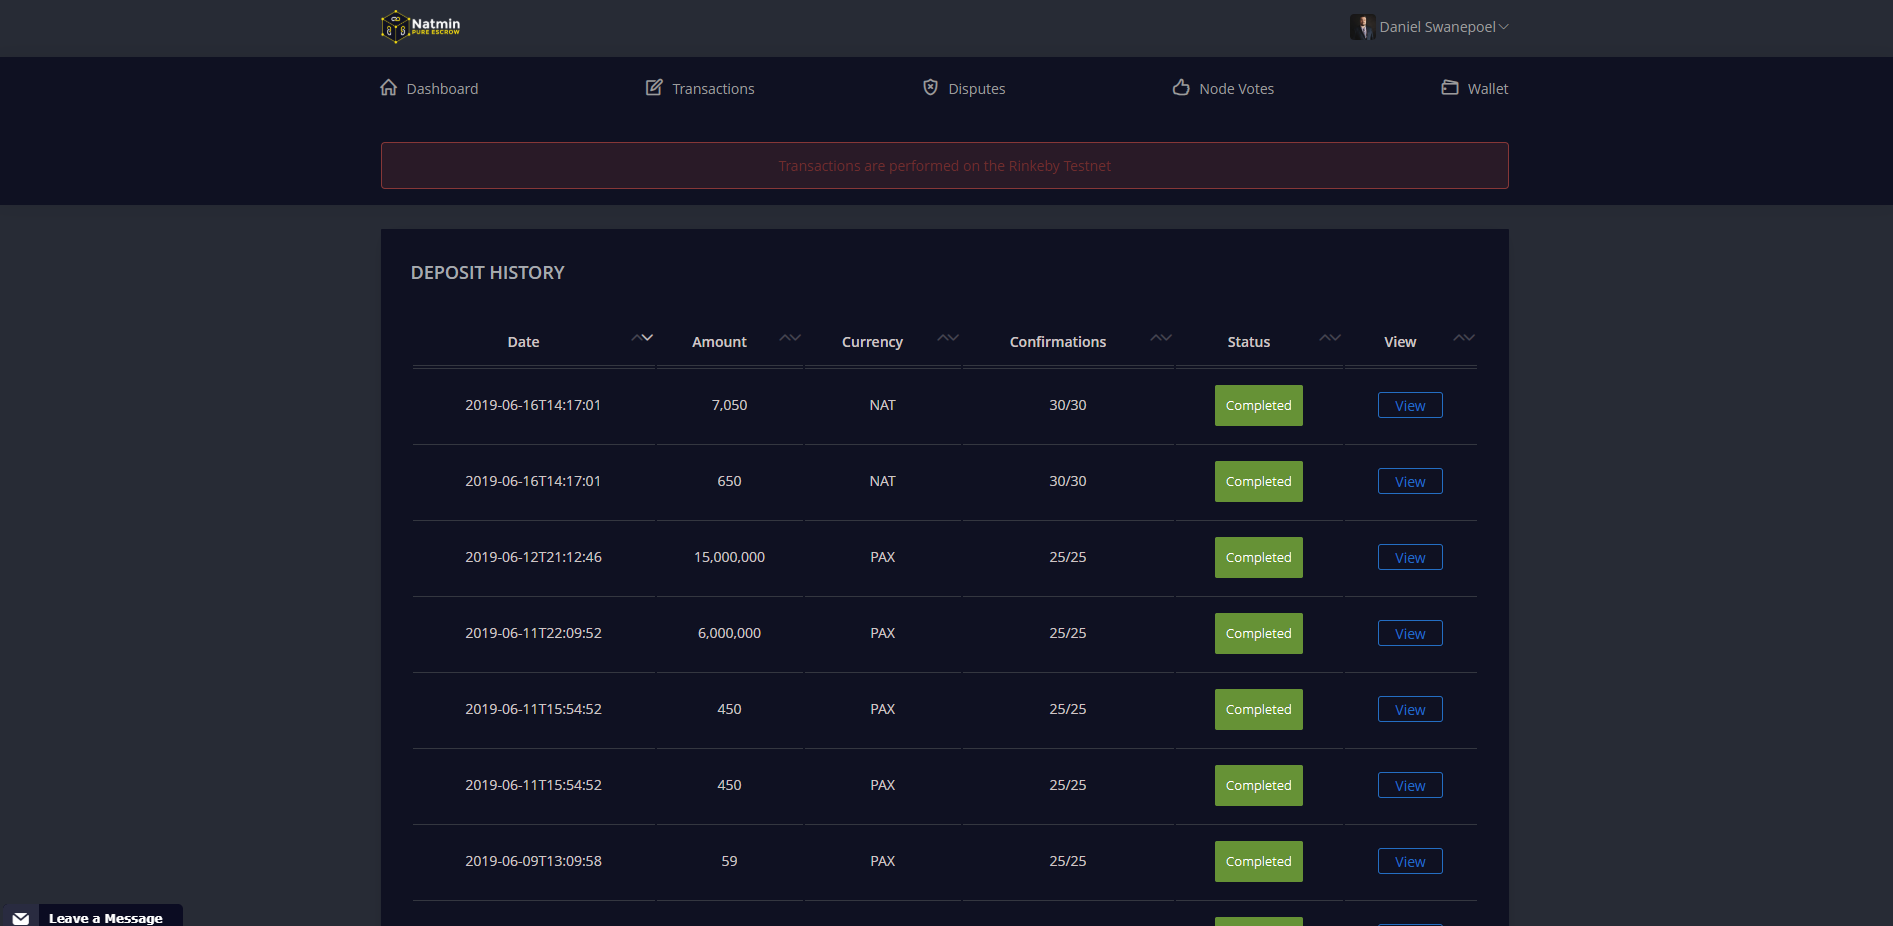 Natmin
PURE ESCROW
Daniel Swanepoel
Dashboard Transactions Disputes Node Votes Wallet
Transactions are performed on the Rinkeby Testnet
DEPOSIT HISTORY
Date Amount Currency Confirmations Status View
2019-06-16T14:17:01 7,050 NAT 30/30 Completed View
2019-06-16T14:17:01 650 NAT 30/30 Completed View
2019-06-12T21:12:46 15,000,000 PAX 25/25 Completed View
2019-06-11T22:09:52 6,000,000 PAX 25/25 Completed View
2019-06-11T15:54:52 450 PAX 25/25 Completed View
2019-06-11T15:54:52 450 PAX 25/25 Completed View
2019-06-09T13:09:58 59 PAX 25/25 Completed View
Leave a Message